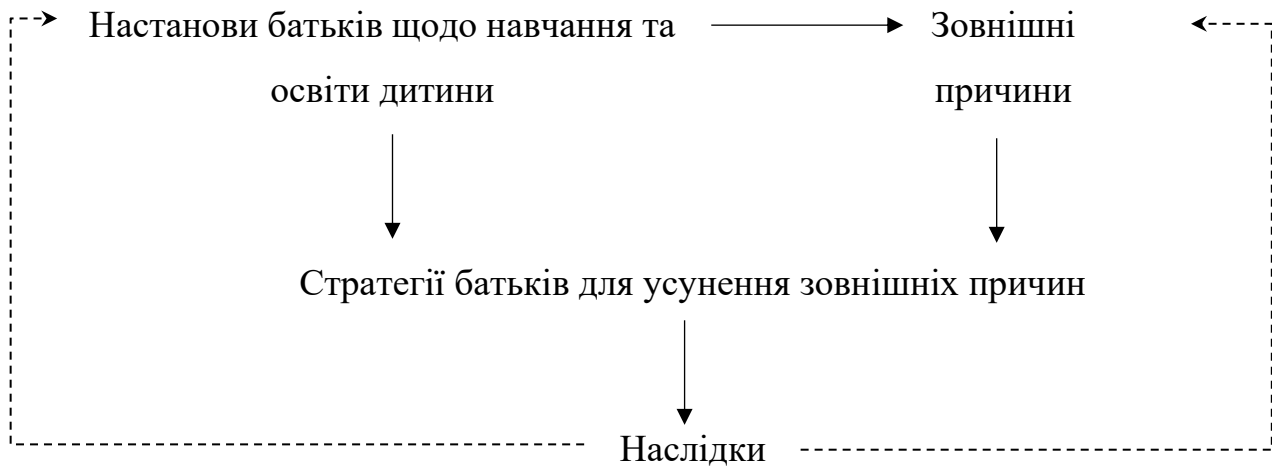 Настанови батьків щодо навчання та
освіти дитини
Зовнішні
причини
Стратегії батьків для усунення зовнішніх причин
Наслідки